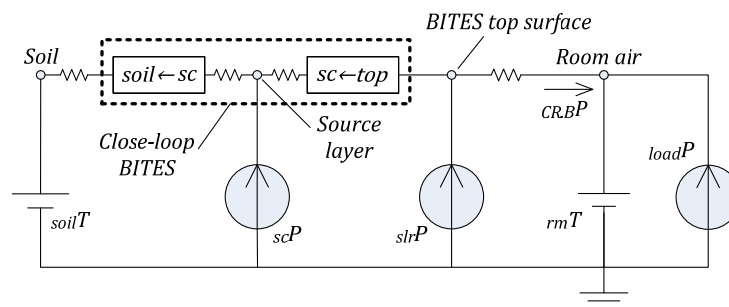 BITES top surface
Soil
Room air
soil←sc
sc←top
CR.BP
Close-loop
BITES
Source
layer
loadP
soilT
scP
slrP
rmT